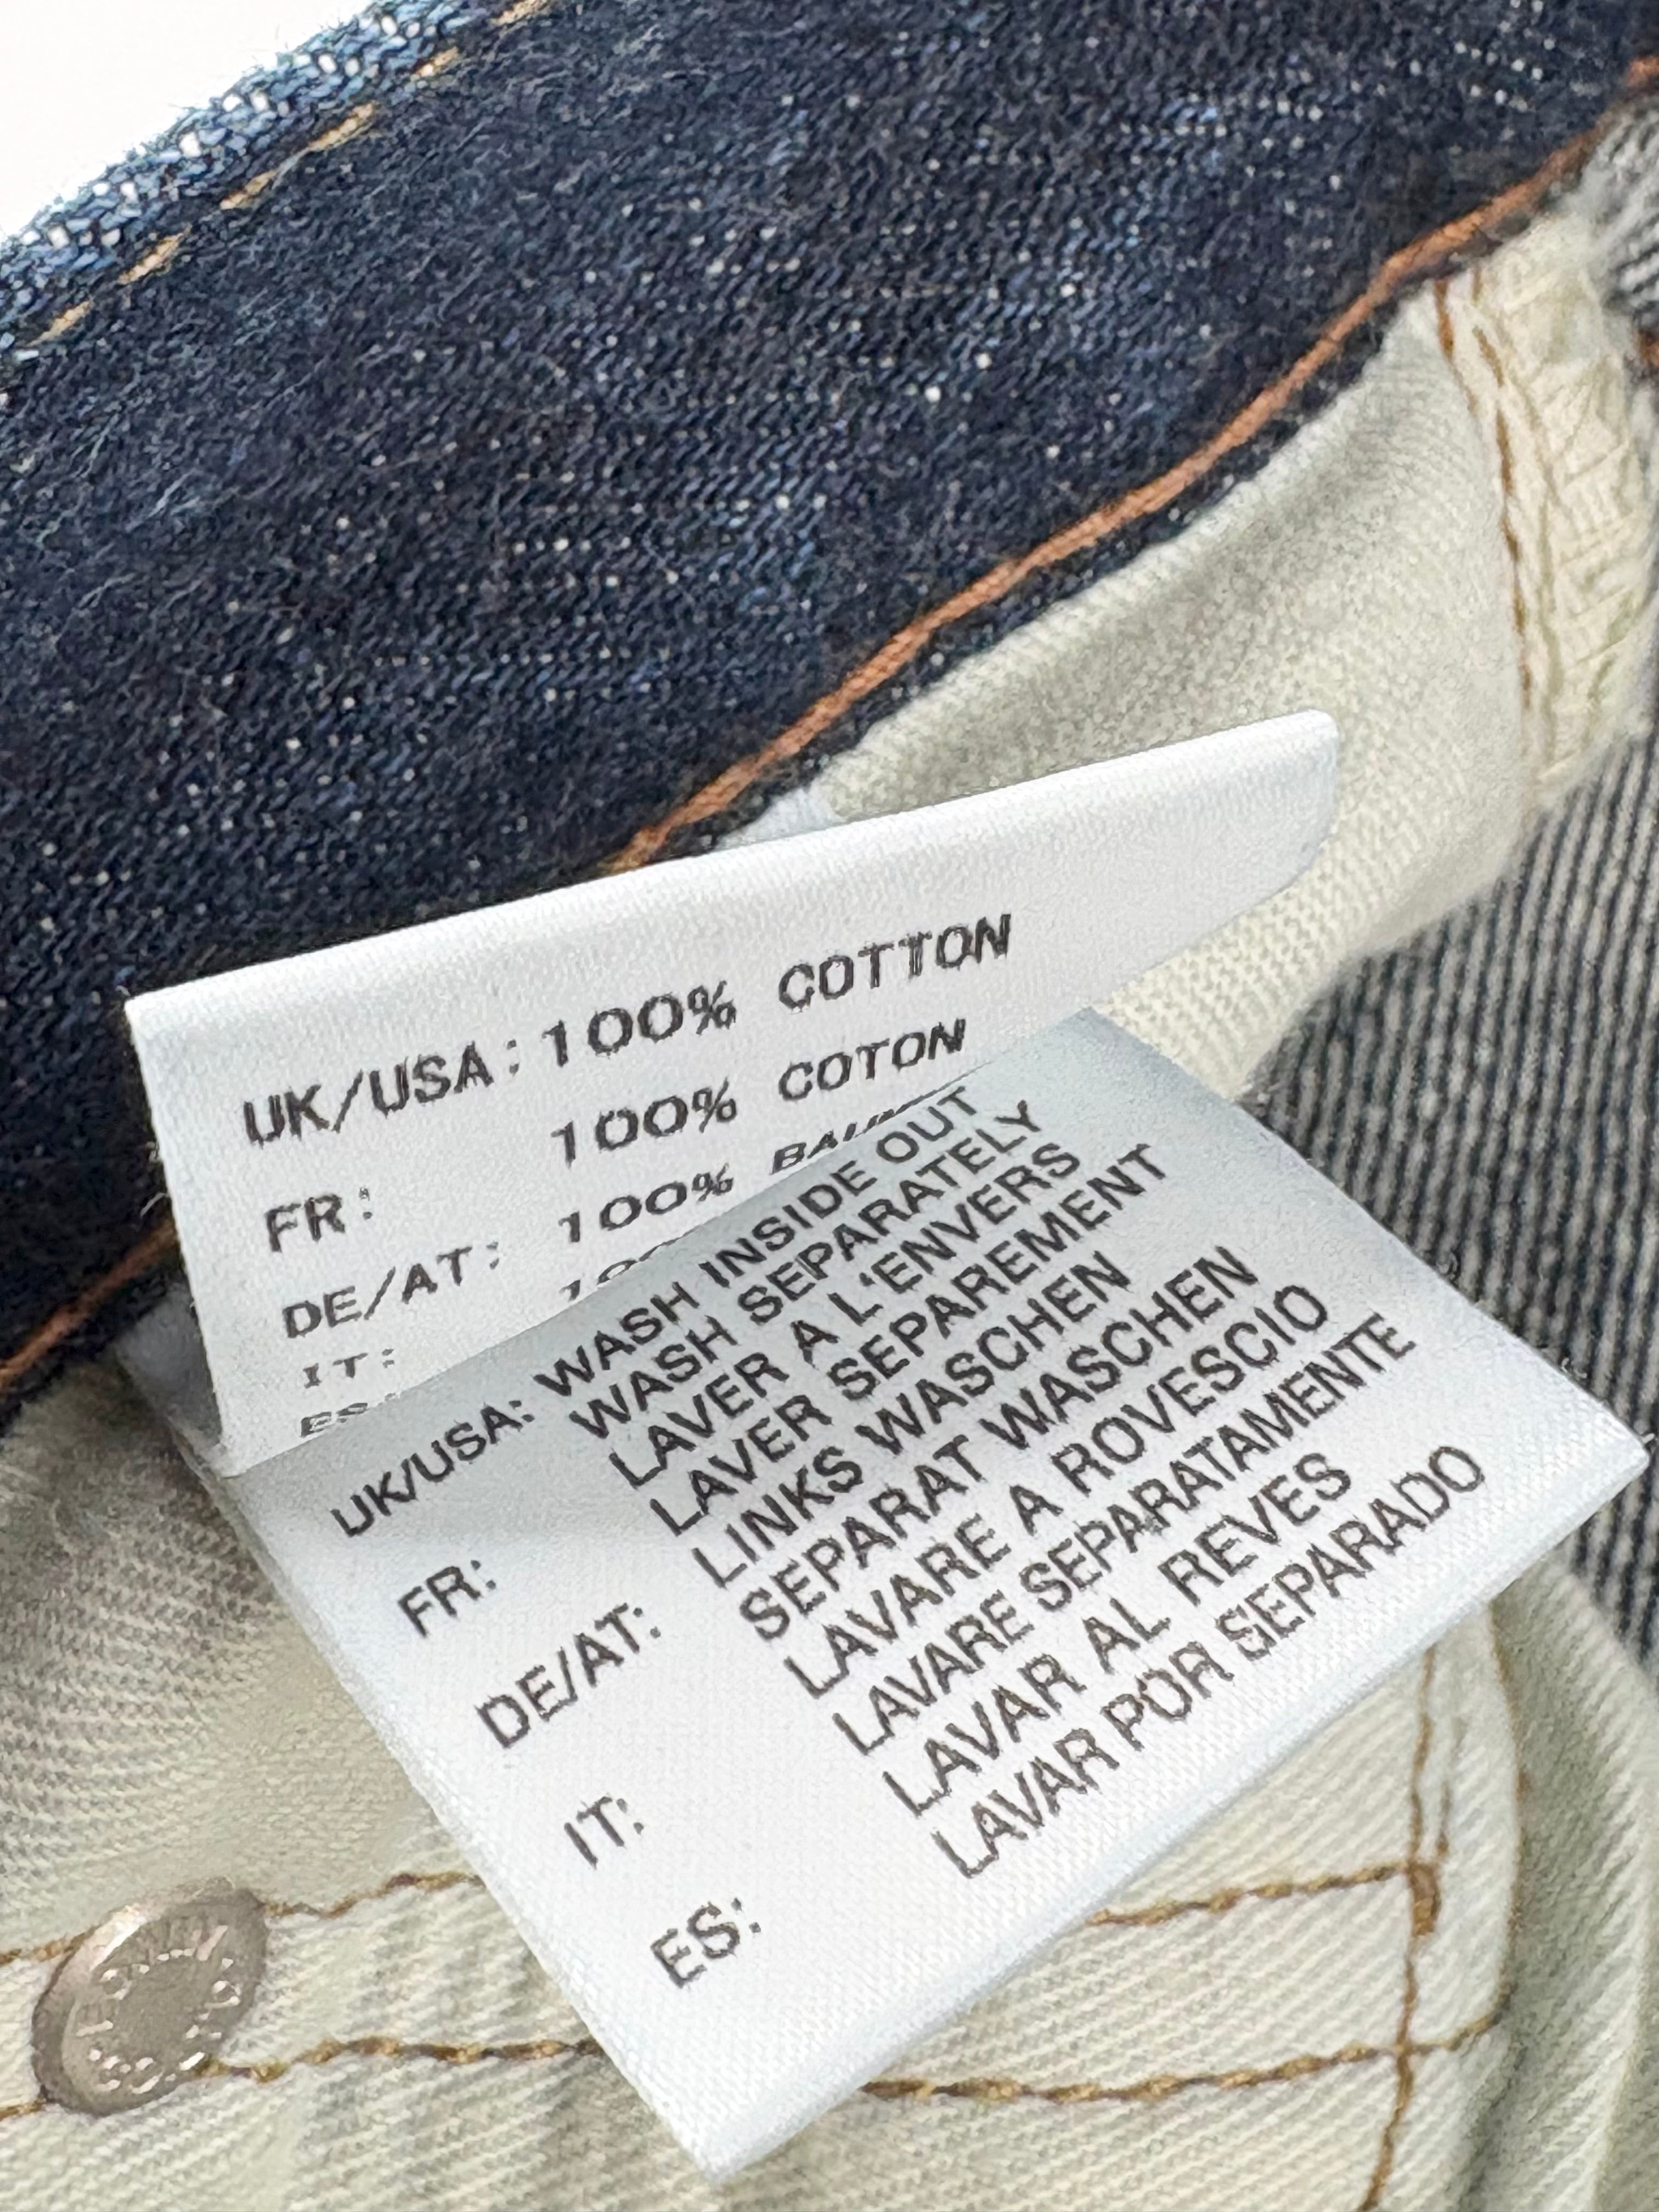 UK/USA: 100% COTTON
FR: 100% COTON
DE/AT: 100%
IT:
UK/USA: WASH INSIDE OUT
WASH SEPARATELY
FR: LAVER A L'ENVERS
LAVER SEPAREMENT
DE/AT: LINKS WASCHEN
SEPARAT WASCHEN
IT: LAVARE A ROVESCIO
LAVARE SEPARATAMENTE
ES: LAVAR AL REVES
LAVAR POR SEPARADO